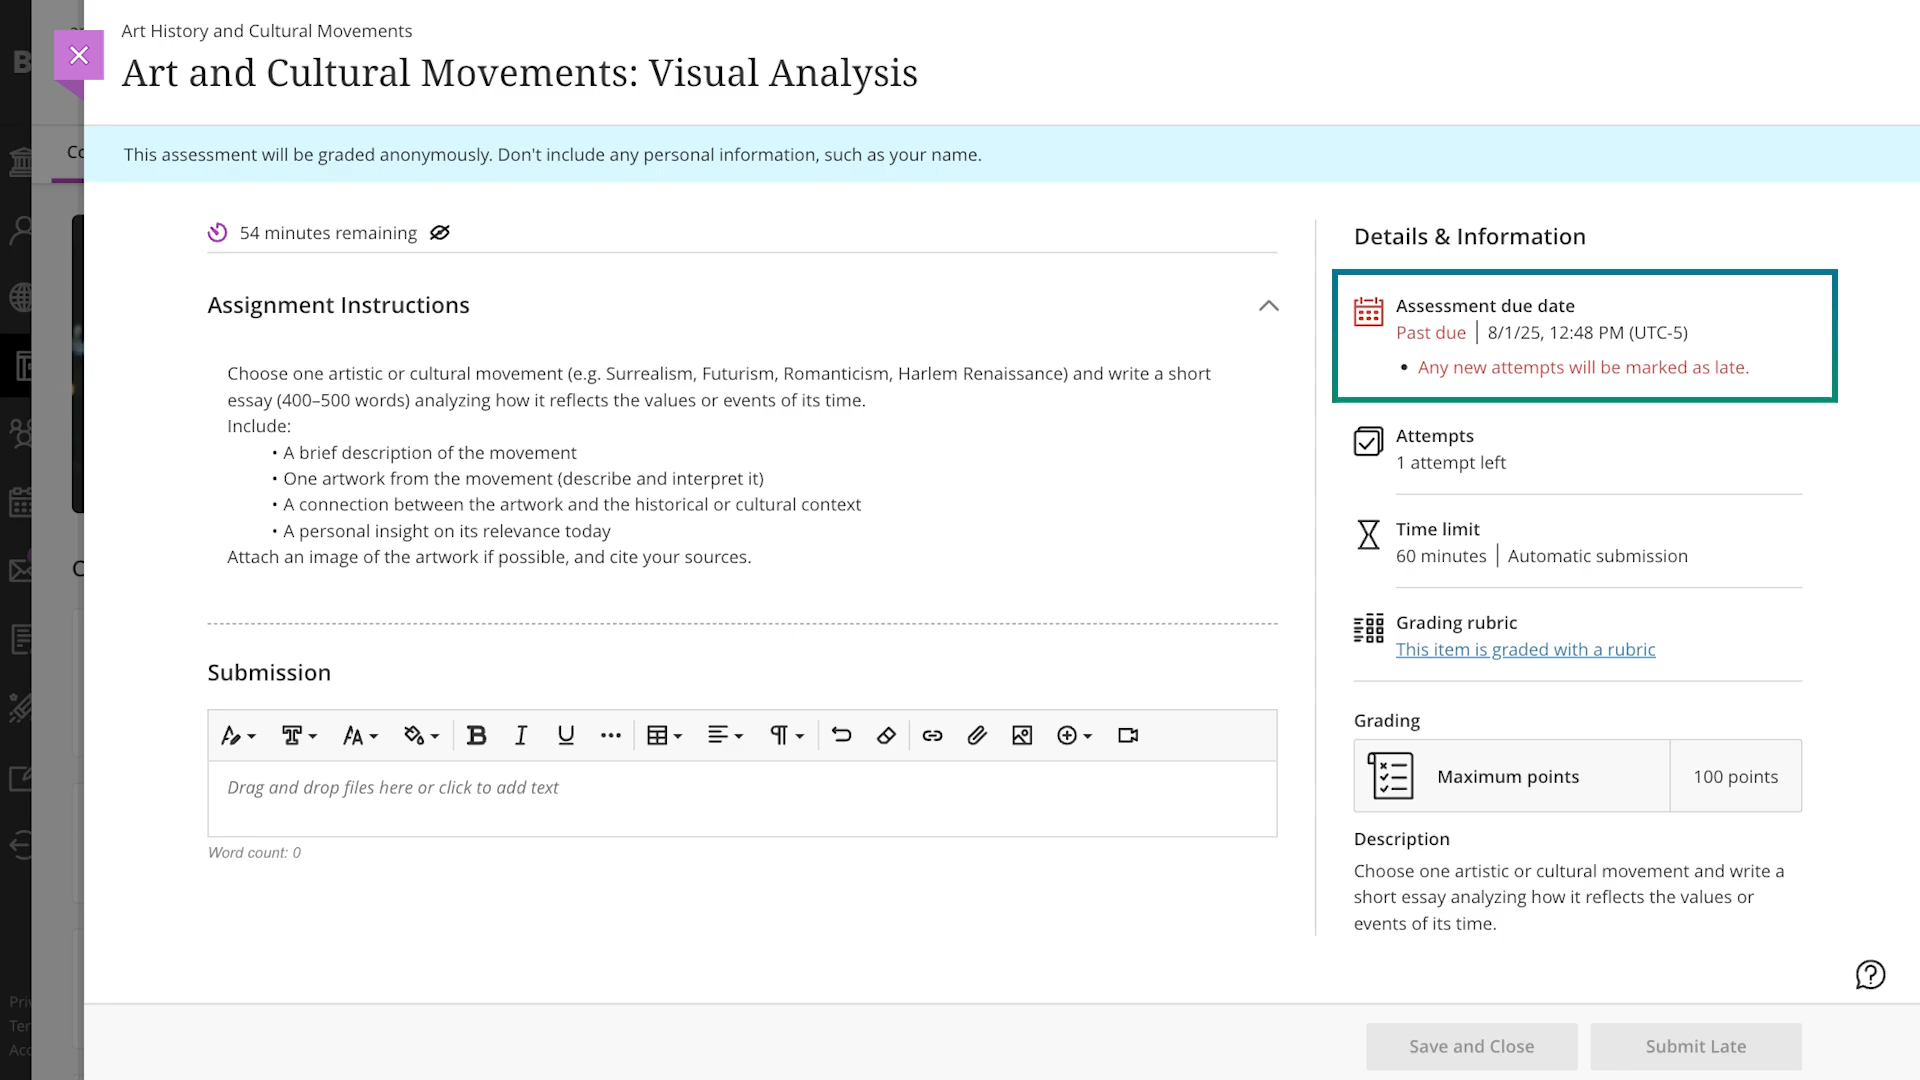 Art History and Cultural Movements
Art and Cultural Movements: Visual Analysis
This assessment will be graded anonymously. Don't include any personal information, such as your name.
54 minutes remaining
Assignment Instructions
Choose one artistic or cultural movement (e.g. Surrealism, Futurism, Romanticism, Harlem Renaissance) and write a short
essay (400–500 words) analyzing how it reflects the values or events of its time.
Include:
• A brief description of the movement
• One artwork from the movement (describe and interpret it)
• A connection between the artwork and the historical or cultural context
• A personal insight on its relevance today
Attach an image of the artwork if possible, and cite your sources.
Submission
Drag and drop files here or click to add text
Word count: 0
Details & Information
Assessment due date
Past due | 8/1/25, 12:48 PM (UTC-5)
• Any new attempts will be marked as late.
Attempts
1 attempt left
Time limit
60 minutes | Automatic submission
Grading rubric
This item is graded with a rubric
Grading
Maximum points
100 points
Description
Choose one artistic or cultural movement and write a
short essay analyzing how it reflects the values or
events of its time.
Save and Close
Submit Late